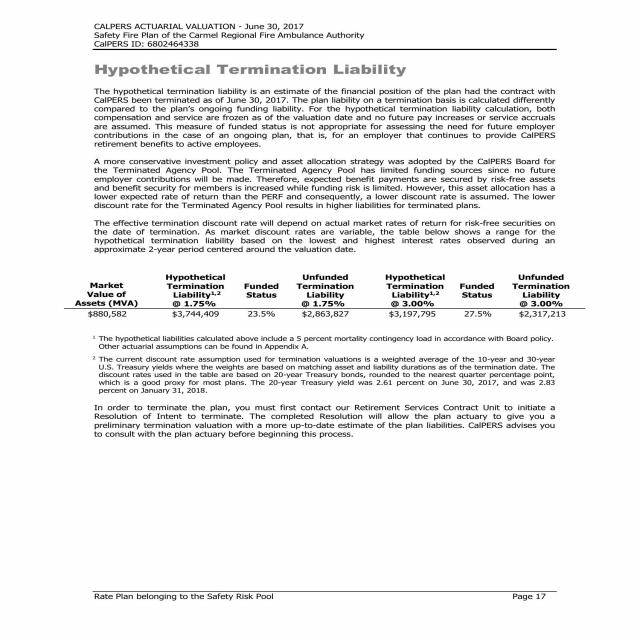 CALPERS ACTUARIAL VALUATION - June 30, 2017
Safety Fire Plan of the Carmel Regional Fire Ambulance Authority
CalPERS ID: 6802464338
Hypothetical Termination Liability
The hypothetical termination liability is an estimate of the financial position of the plan had the contract with
CalPERS been terminated as of June 30, 2017. The plan liability on a termination basis is calculated differently
compared to the plan's ongoing funding liability. For the hypothetical termination liability calculation, both
compensation and service are frozen as of the valuation date and no future pay increases or service accruals
are assumed. This measure of funded status is not appropriate for assessing the need for future employer
contributions in the case of an ongoing plan, that is, for an employer that continues to provide CalPERS
retirement benefits to active employees.
A more conservative investment policy and asset allocation strategy was adopted by the CalPERS Board for
the Terminated Agency Pool. The Terminated Agency Pool has limited funding sources since no future
employer contributions will be made. Therefore, expected benefit payments are secured by risk-free assets
and benefit security for members is increased while funding risk is limited. However, this asset allocation has a
lower expected rate of return than the PERF and consequently, a lower discount rate is assumed. The lower
discount rate for the Terminated Agency Pool results in higher liabilities for terminated plans.
The effective termination discount rate will depend on actual market rates of return for risk-free securities on
the date of termination. As market discount rates are variable, the table below shows a range for the
hypothetical termination liability based on the lowest and highest interest rates observed during an
approximate 2-year period centered around the valuation date.
Hypothetical Unfunded Hypothetical Unfunded
Market Termination Funded Termination Termination Funded Termination
Value of Liability1,2 Status Liability Liability1,2 Status Liability
Assets (MVA) @ 1.75% @ 1.75% @ 3.00% @ 3.00%
$880,582 $3,744,409 23.5% $2,863,827 $3,197,795 27.5% $2,317,213
1 The hypothetical liabilities calculated above include a 5 percent mortality contingency load in accordance with Board policy.
Other actuarial assumptions can be found in Appendix A.
2 The current discount rate assumption used for termination valuations is a weighted average of the 10-year and 30-year
U.S. Treasury yields where the weights are based on matching asset and liability durations as of the termination date. The
discount rates used in the table are based on 20-year Treasury bonds, rounded to the nearest quarter percentage point,
which is a good proxy for most plans. The 20-year Treasury yield was 2.61 percent on June 30, 2017, and was 2.83
percent on January 31, 2018.
In order to terminate the plan, you must first contact our Retirement Services Contract Unit to initiate a
Resolution of Intent to terminate. The completed Resolution will allow the plan actuary to give you a
preliminary termination valuation with a more up-to-date estimate of the plan liabilities. CalPERS advises you
to consult with the plan actuary before beginning this process.
Rate Plan belonging to the Safety Risk Pool Page 17